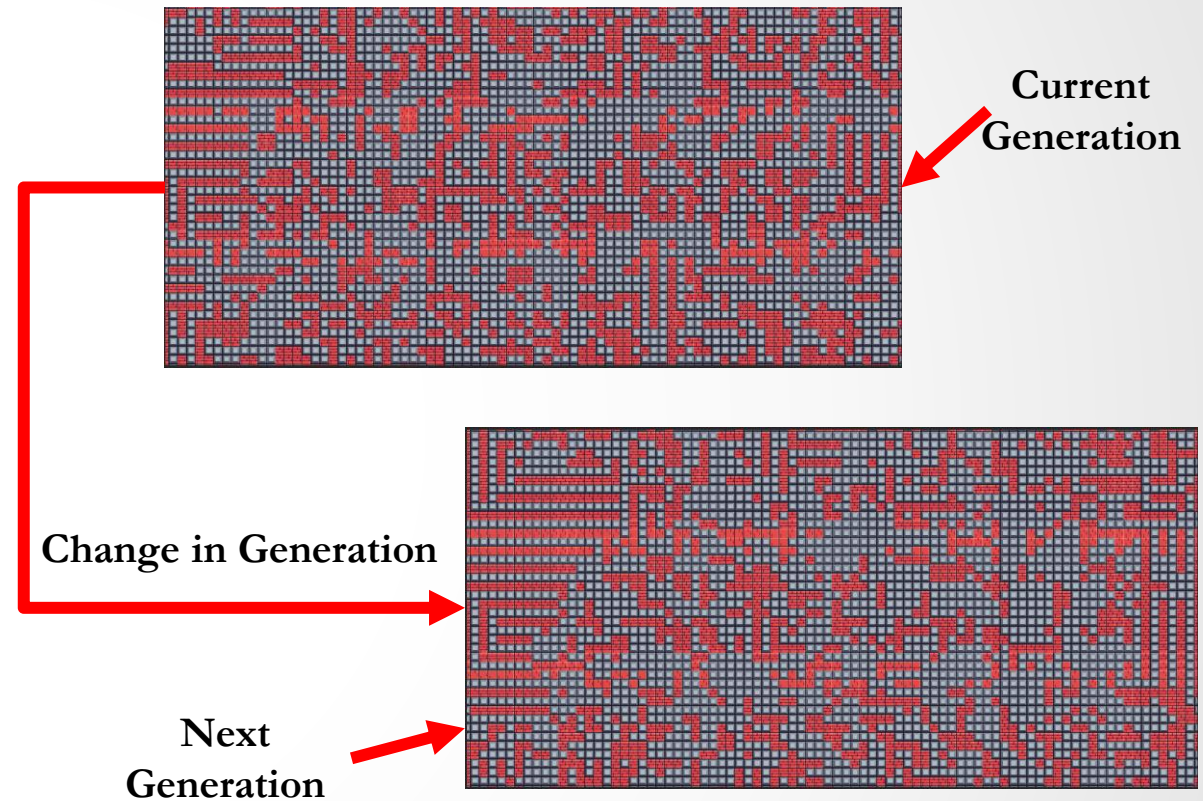 Current
Generation
Change in Generation
Next
Generation